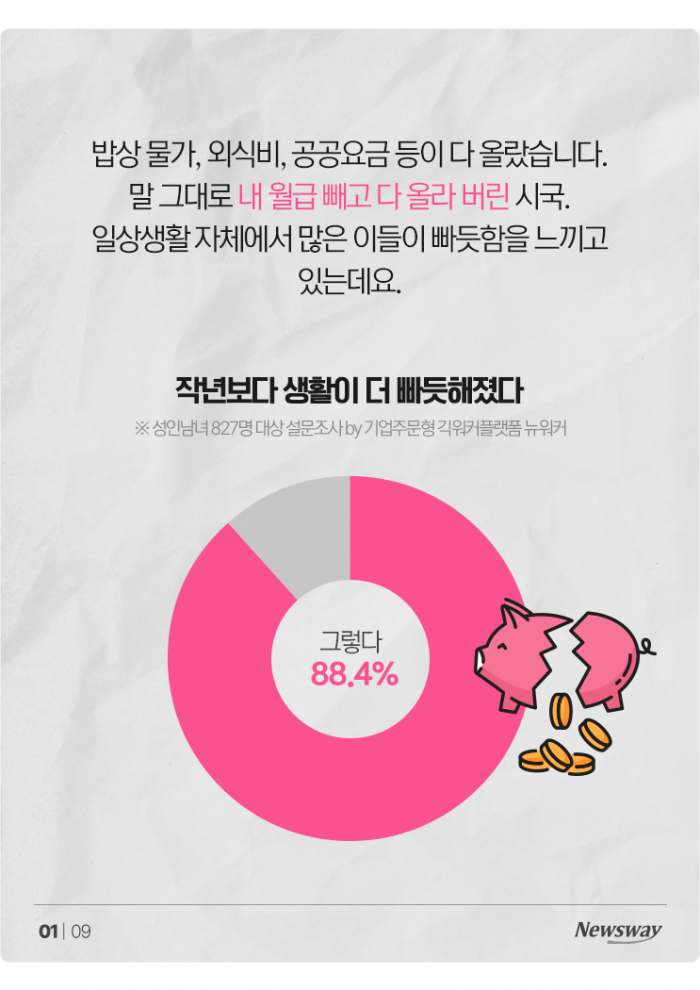 밥상 물가, 외식비, 공공요금 등이 다 올랐습니다.
말 그대로 내 월급 빼고 다 올라 버린 시국.
일상생활 자체에서 많은 이들이 빠듯함을 느끼고
있는데요.
작년보다 생활이 더 빠듯해졌다
※ 성인남녀 827명 대상 설문조사 by 기업주문형 긱워커플랫폼 뉴워커
그렇다
88.4%
01 | 09
Newsway